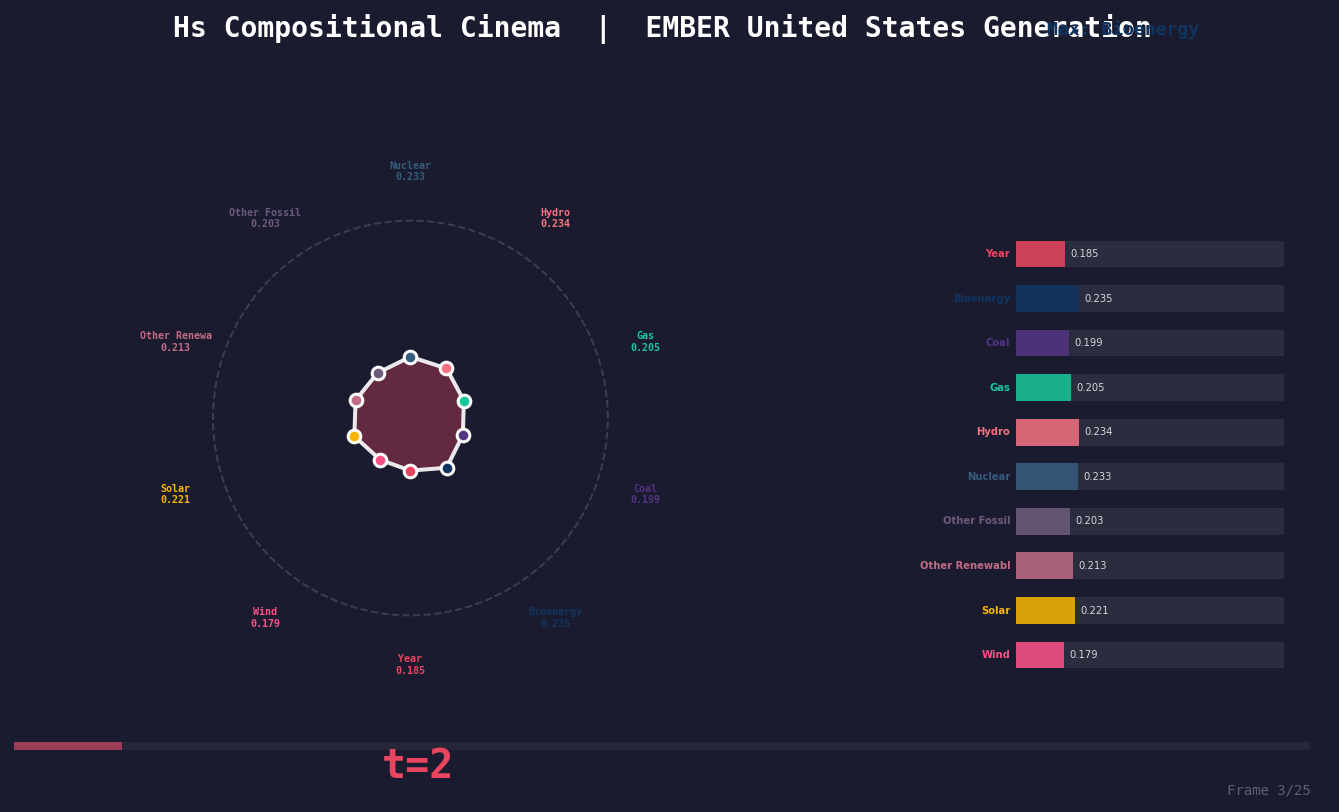 Hs Compositional Cinema | EMBER United States Generation
Bioenergy
Nuclear
0.233
Other Fossil
0.203
Hydro
0.234
Other Renewa
0.213
Gas
0.205
Solar
0.221
Coal
0.199
Wind
0.179
Bioenergy
0.235
Year
0.185
Year 0.185
Bioenergy 0.235
Coal 0.199
Gas 0.205
Hydro 0.234
Nuclear 0.233
Other Fossil 0.203
Other Renewabl 0.213
Solar 0.221
Wind 0.179
t=2
Frame 3/25